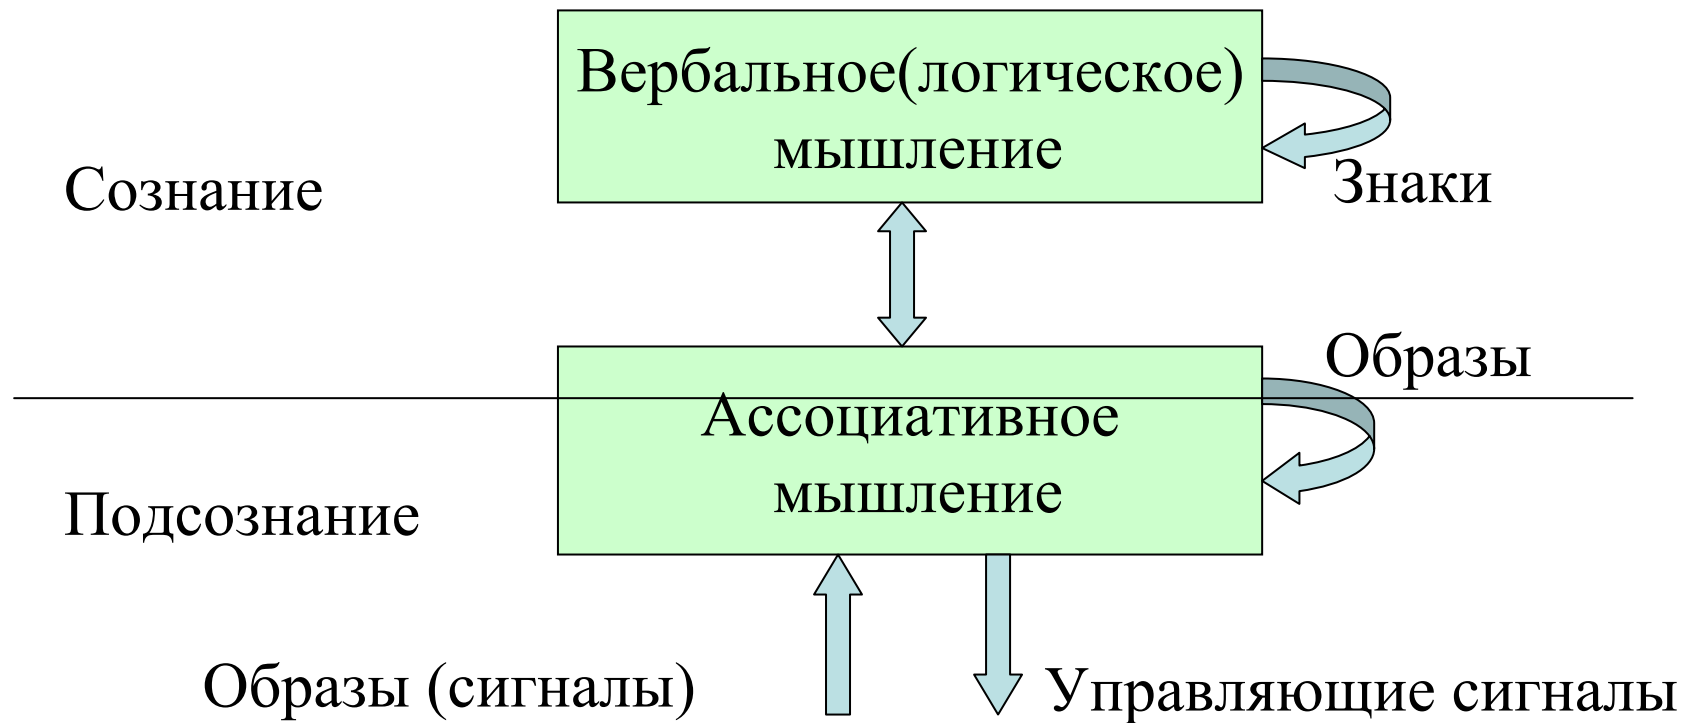 Вербальное(логическое)
мышление
Сознание
Знаки
Образы
Ассоциативное
мышление
Подсознание
Образы (сигналы)
Управляющие сигналы